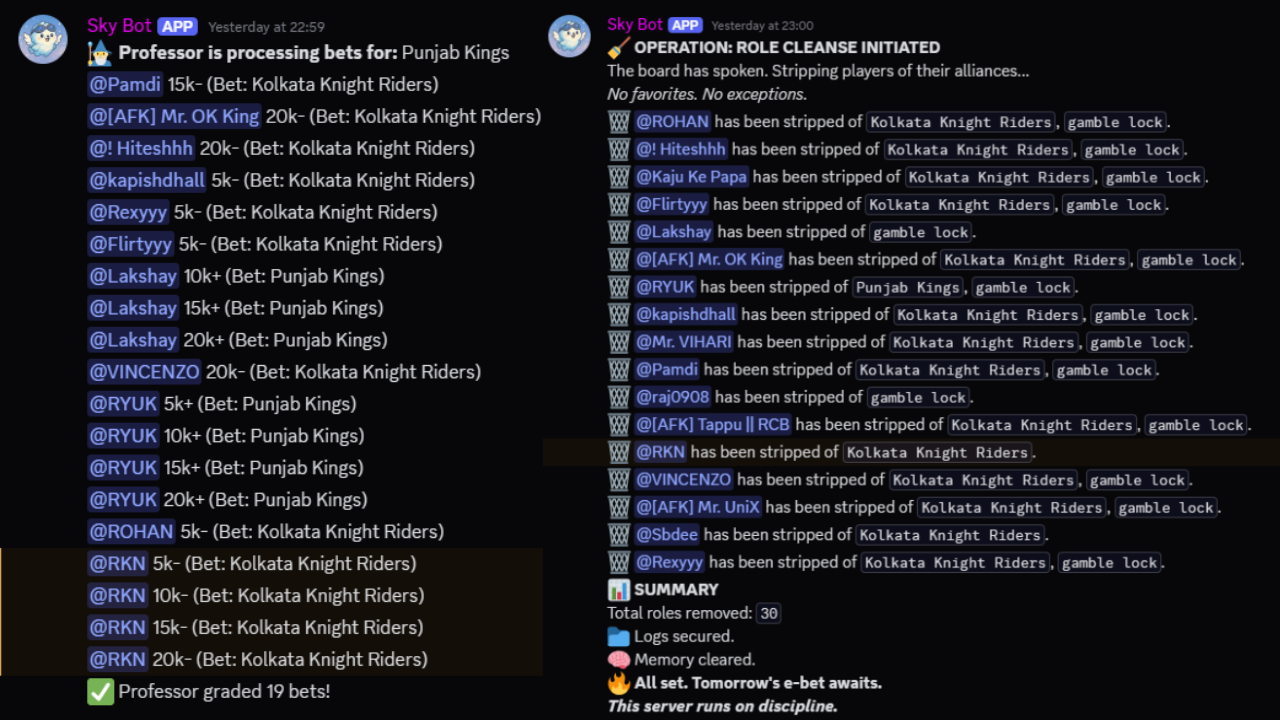 Sky Bot APP Yesterday at 22:59
Professor is processing bets for: Punjab Kings
@Pamdi 15k- (Bet: Kolkata Knight Riders)
@[AFK] Mr. OK King 20k- (Bet: Kolkata Knight Riders)
@! Hiteshhh 20k- (Bet: Kolkata Knight Riders)
@kapishdhall 5k- (Bet: Kolkata Knight Riders)
@Rexyyy 5k- (Bet: Kolkata Knight Riders)
@Flirtyyy 5k- (Bet: Kolkata Knight Riders)
@Lakshay 10k+ (Bet: Punjab Kings)
@Lakshay 15k+ (Bet: Punjab Kings)
@Lakshay 20k+ (Bet: Punjab Kings)
@VINCENZO 20k- (Bet: Kolkata Knight Riders)
@RYUK 5k+ (Bet: Punjab Kings)
@RYUK 10k+ (Bet: Punjab Kings)
@RYUK 15k+ (Bet: Punjab Kings)
@RYUK 20k+ (Bet: Punjab Kings)
@ROHAN 5k- (Bet: Kolkata Knight Riders)
@RKN 5k- (Bet: Kolkata Knight Riders)
@RKN 10k- (Bet: Kolkata Knight Riders)
@RKN 15k- (Bet: Kolkata Knight Riders)
@RKN 20k- (Bet: Kolkata Knight Riders)
Professor graded 19 bets!
Sky Bot APP Yesterday at 23:00
OPERATION: ROLE CLEANSE INITIATED
The board has spoken. Stripping players of their alliances...
No favorites. No exceptions.
@ROHAN has been stripped of Kolkata Knight Riders, gamble lock.
@! Hiteshhh has been stripped of Kolkata Knight Riders, gamble lock.
@Kaju Ke Papa has been stripped of Kolkata Knight Riders, gamble lock.
@Flirtyyy has been stripped of Kolkata Knight Riders, gamble lock.
@Lakshay has been stripped of gamble lock.
@[AFK] Mr. OK King has been stripped of Kolkata Knight Riders, gamble lock.
@RYUK has been stripped of Punjab Kings, gamble lock.
@kapishdhall has been stripped of Kolkata Knight Riders, gamble lock.
@Mr. VIHARI has been stripped of Kolkata Knight Riders, gamble lock.
@Pamdi has been stripped of Kolkata Knight Riders, gamble lock.
@raj0908 has been stripped of gamble lock.
@[AFK] Tappu || RCB has been stripped of Kolkata Knight Riders, gamble lock.
@RKN has been stripped of Kolkata Knight Riders.
@VINCENZO has been stripped of Kolkata Knight Riders, gamble lock.
@[AFK] Mr. UniX has been stripped of Kolkata Knight Riders, gamble lock.
@Sbdee has been stripped of Kolkata Knight Riders.
@Rexyyy has been stripped of Kolkata Knight Riders, gamble lock.
SUMMARY
Total roles removed: 30
Logs secured.
Memory cleared.
All set. Tomorrow's e-bet awaits.
This server runs on discipline.